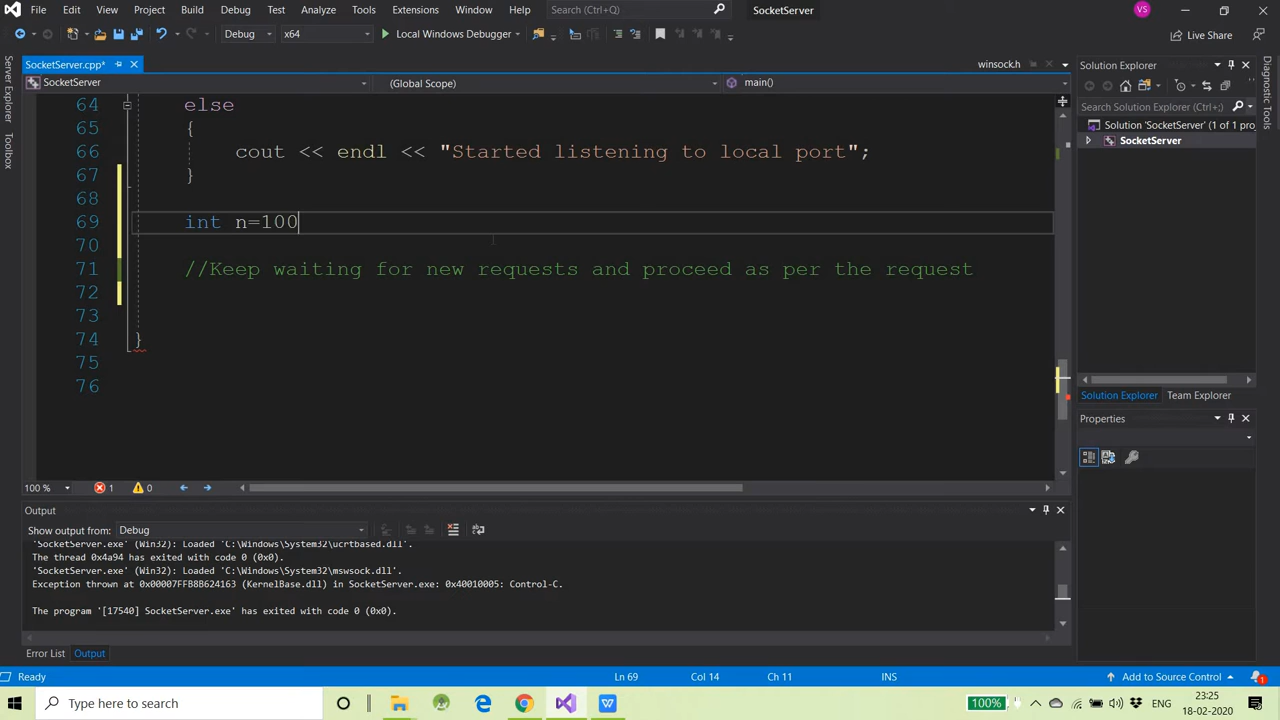 File Edit View Project Build Debug Test Analyze Tools Extensions Window Help Search (Ctrl+Q) SocketServer VS
Debug x64 Local Windows Debugger Live Share
SocketServer.cpp* winsock.h
SocketServer (Global Scope) main()
Server Explorer
Toolbox
64 else
65 {
66 cout << endl << "Started listening to local port";
67 }
68
69 int n=100
70
71 //Keep waiting for new requests and proceed as per the request
72
73
74 }
75
76
100 % 1 0
Output
Show output from: Debug
'SocketServer.exe' (Win32): Loaded 'C:\Windows\System32\ucrtbased.dll'.
The thread 0x4a94 has exited with code 0 (0x0).
'SocketServer.exe' (Win32): Loaded 'C:\Windows\System32\mswsock.dll'.
Exception thrown at 0x00007FFB8B624163 (KernelBase.dll) in SocketServer.exe: 0x40010005: Control-C.
The program '[17540] SocketServer.exe' has exited with code 0 (0x0).
Error List Output
Solution Explorer
Search Solution Explorer (Ctrl+;)
Solution 'SocketServer' (1 of 1 pro
SocketServer
Solution Explorer Team Explorer
Properties
Diagnostic Tools
Ready Ln 69 Col 14 Ch 11 INS Add to Source Control 1
Type here to search 100% ENG 23:25
18-02-2020